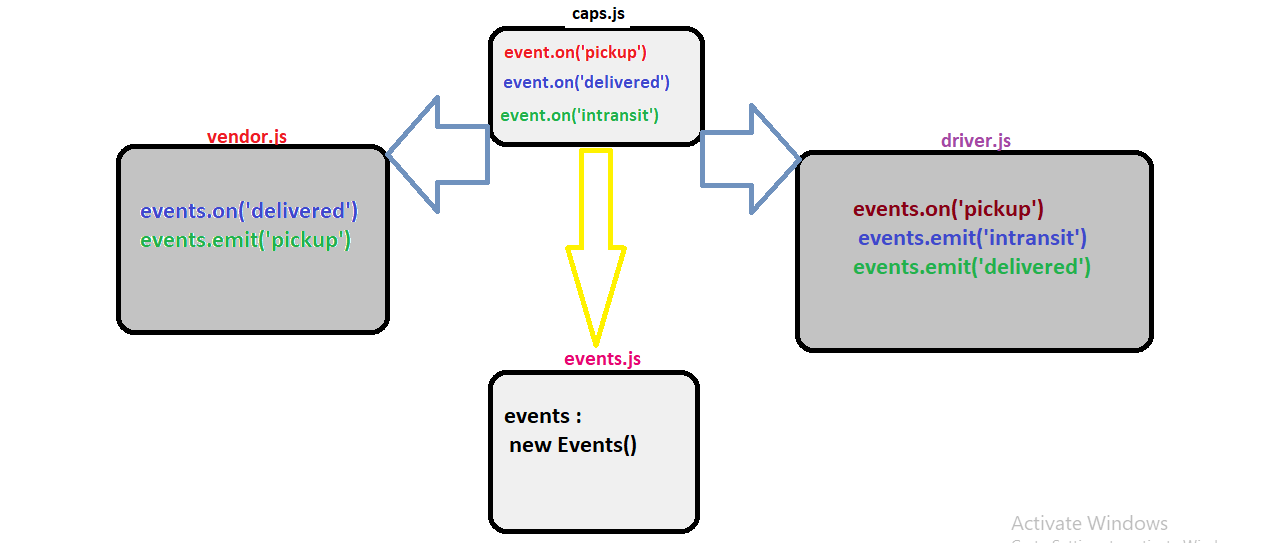 caps.js
event.on('pickup')
event.on('delivered')
event.on('intransit')
vendor.js
events.on('delivered')
events.emit('pickup')
driver.js
events.on('pickup')
events.emit('intransit')
events.emit('delivered')
events.js
events :
new Events()
Activate Windows